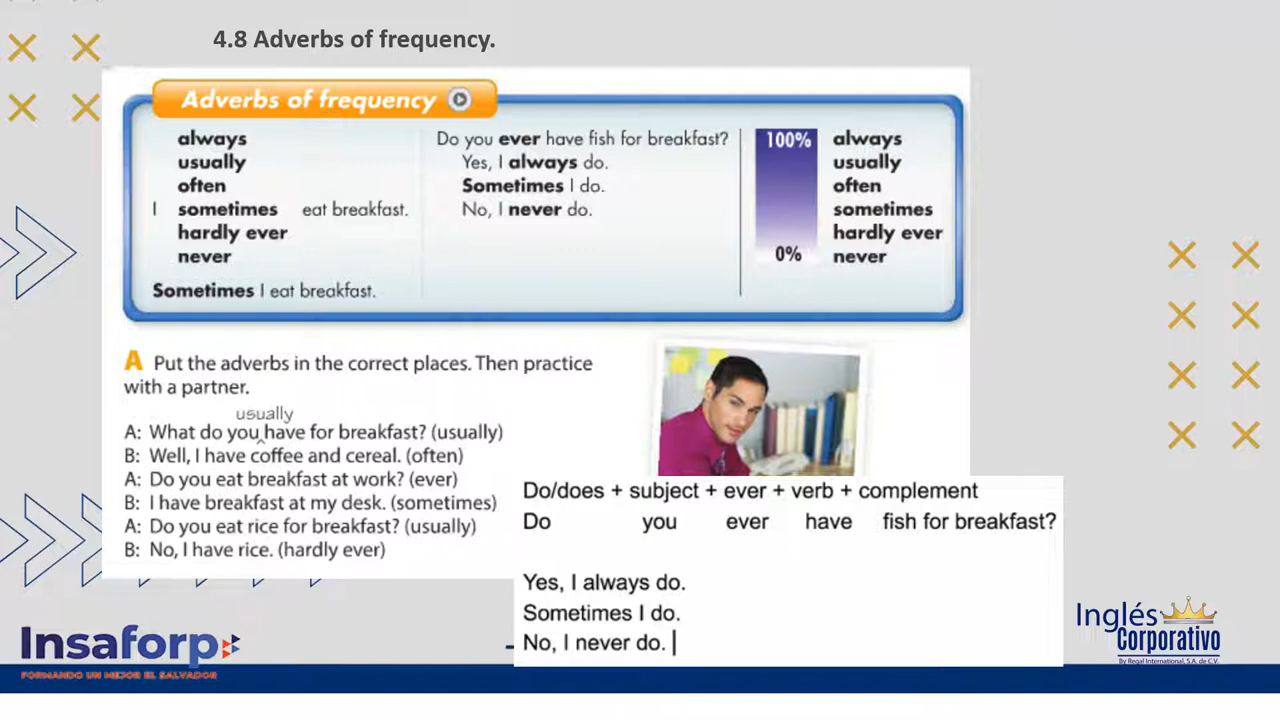 4.8 Adverbs of frequency.
Adverbs of frequency
always
usually
often
I sometimes eat breakfast.
hardly ever
never
Sometimes I eat breakfast.
Do you ever have fish for breakfast?
Yes, I always do.
Sometimes I do.
No, I never do.
100%
0%
always
usually
often
sometimes
hardly ever
never
A Put the adverbs in the correct places. Then practice
with a partner.
usually
A: What do you‸have for breakfast? (usually)
B: Well, I have coffee and cereal. (often)
A: Do you eat breakfast at work? (ever)
B: I have breakfast at my desk. (sometimes)
A: Do you eat rice for breakfast? (usually)
B: No, I have rice. (hardly ever)
Do/does + subject + ever + verb + complement
Do you ever have fish for breakfast?
Yes, I always do.
Sometimes I do.
No, I never do.
Insaforp
FORMANDO UN MEJOR EL SALVADOR
Inglés
Corporativo
By Regal International, S.A. de C.V.